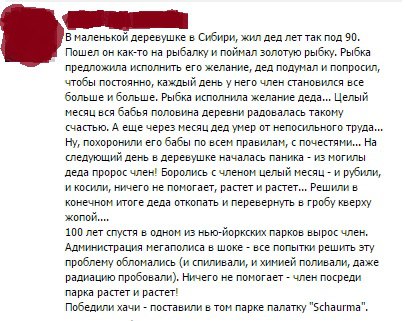 В маленькой деревушке в Сибири, жил дед лет так под 90.
Пошел он как-то на рыбалку и поймал золотую рыбку. Рыбка
предложила исполнить его желание, дед подумал и попросил,
чтобы постоянно, каждый день у него член становился все
больше и больше. Рыбка исполнила желание деда... Целый
месяц вся бабья половина деревни радовалась такому
счастью. А еще через месяц дед умер от непосильного труда...
Ну, похоронили его бабы по всем правилам, с почестями... На
следующий день в деревушке началась паника - из могилы
деда пророс член! Боролись с членом целый месяц - и рубили,
и косили, ничего не помогает, растет и растет... Решили в
конечном итоге деда откопать и перевернуть в гробу кверху
жопой....
100 лет спустя в одном из нью-йоркских парков вырос член.
Администрация мегаполиса в шоке - все попытки решить эту
проблему обломались (и спиливали, и химией поливали, даже
радиацию пробовали). Ничего не помогает - член посреди
парка растет и растет!
Победили хачи - поставили в том парке палатку "Schaurma".